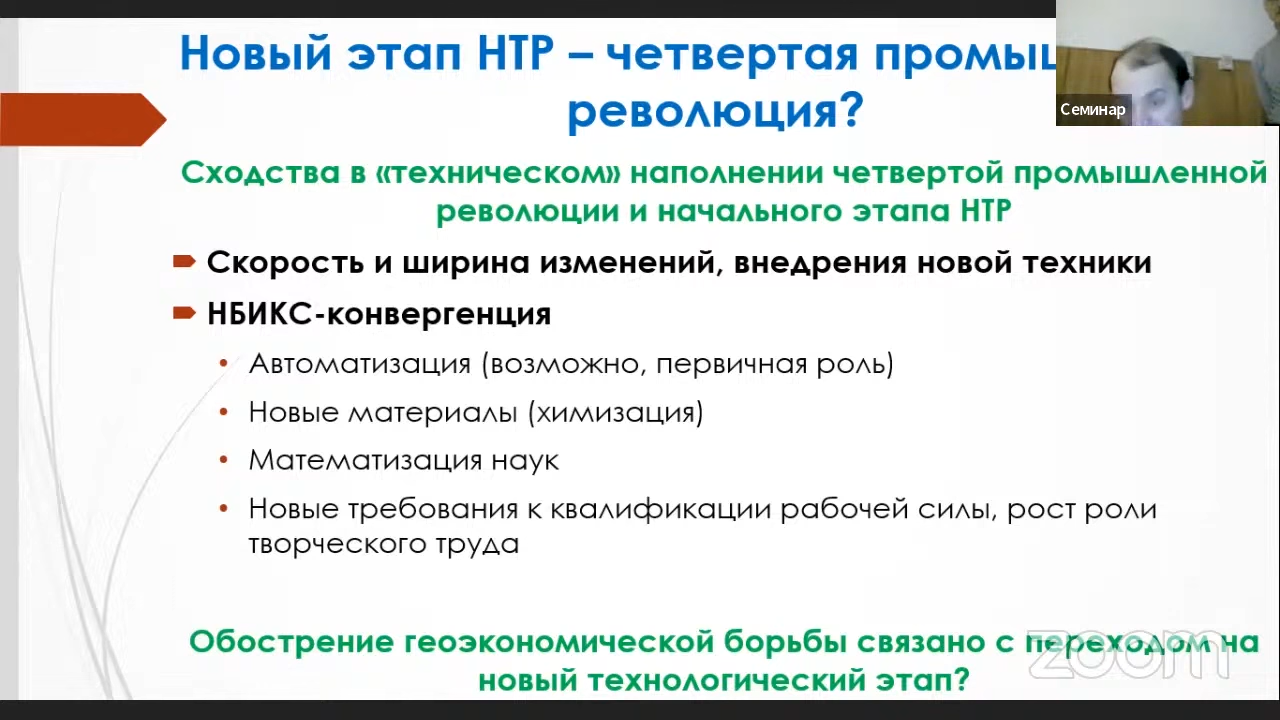 Новый этап НТР – четвертая
революция?
Семинар
Сходства в «техническом» наполнении четвертой промышленной
революции и начального этапа НТР
Скорость и ширина изменений, внедрения новой техники
НБИКС-конвергенция
• Автоматизация (возможно, первичная роль)
• Новые материалы (химизация)
• Математизация наук
• Новые требования к квалификации рабочей силы, рост роли
творческого труда
Обострение геоэкономической борьбы связано с переходом на
новый технологический этап?
zoom